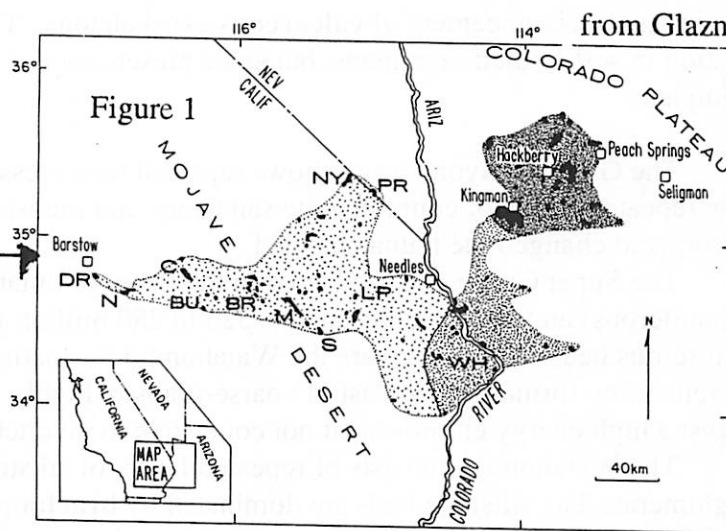 from Glazn
116°
114°
36°
Figure 1
NEV
CALIF
ARIZ
COLORADO PLATEAU
MOJAVE
Hackberry
Peach Springs
Seligman
Kingman
NY
PR
35°
Barstow
Needles
DR
N
C
BU
BR
M
S
LP
WH
DESERT
34°
COLORADO RIVER
N
40km
CALIFORNIA
NEVADA
ARIZONA
MAP
AREA